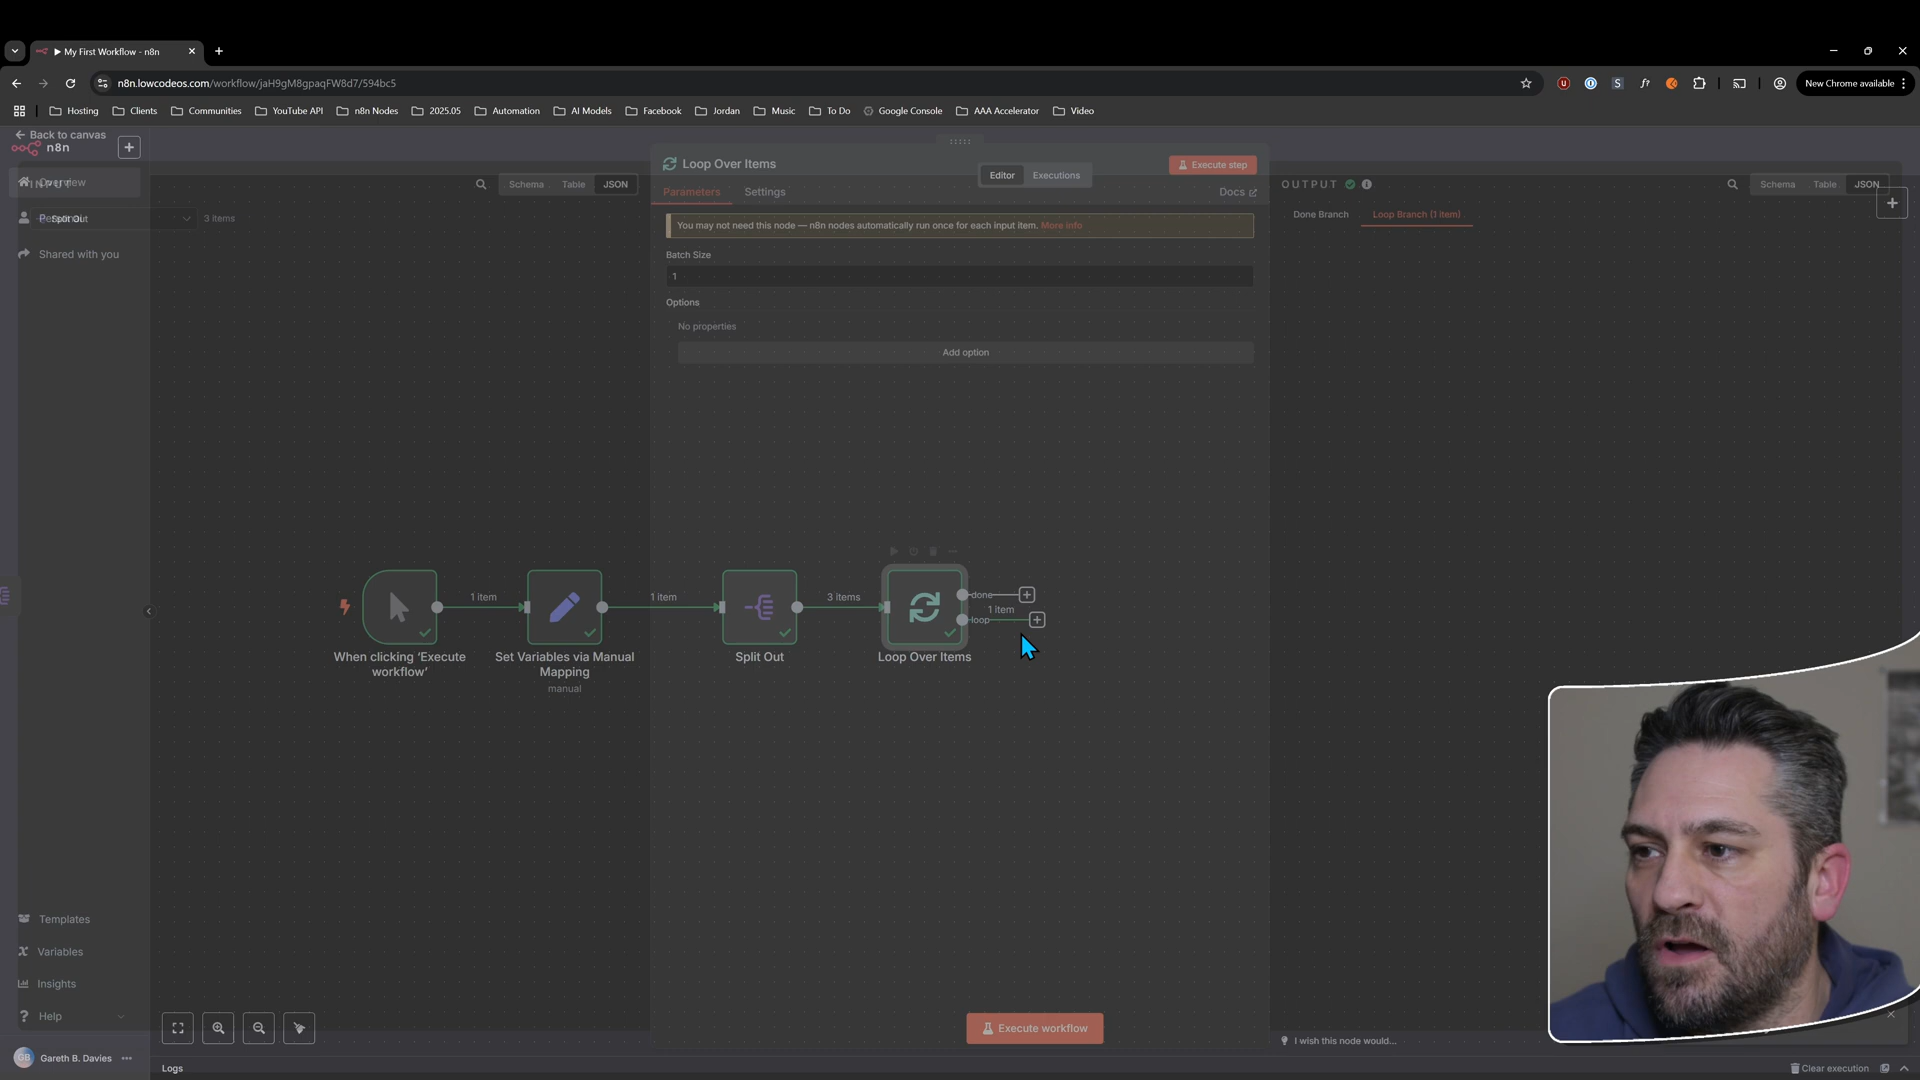 ▶ My First Workflow - n8n
n8n.lowcodeos.com/workflow/jaH9gM8gpaqFW8d7/594bc5
New Chrome available
Hosting
Clients
Communities
YouTube API
n8n Nodes
2025.05
Automation
AI Models
Facebook
Jordan
Music
To Do
Google Console
AAA Accelerator
Video
Back to canvas
n8n
Overview
Personal
Split Out
3 items
Shared with you
Schema
Table
JSON
Loop Over Items
Execute step
Editor
Executions
Parameters
Settings
Docs
You may not need this node — n8n nodes automatically run once for each input item. More info
Batch Size
1
Options
No properties
Add option
OUTPUT
Schema
Table
JSON
Done Branch
Loop Branch (1 item)
1 item
1 item
3 items
done
1 item
loop
When clicking ‘Execute
workflow’
Set Variables via Manual
Mapping
manual
Split Out
Loop Over Items
Templates
Variables
Insights
Help
Execute workflow
I wish this node would...
GB
Gareth B. Davies
Logs
Clear execution